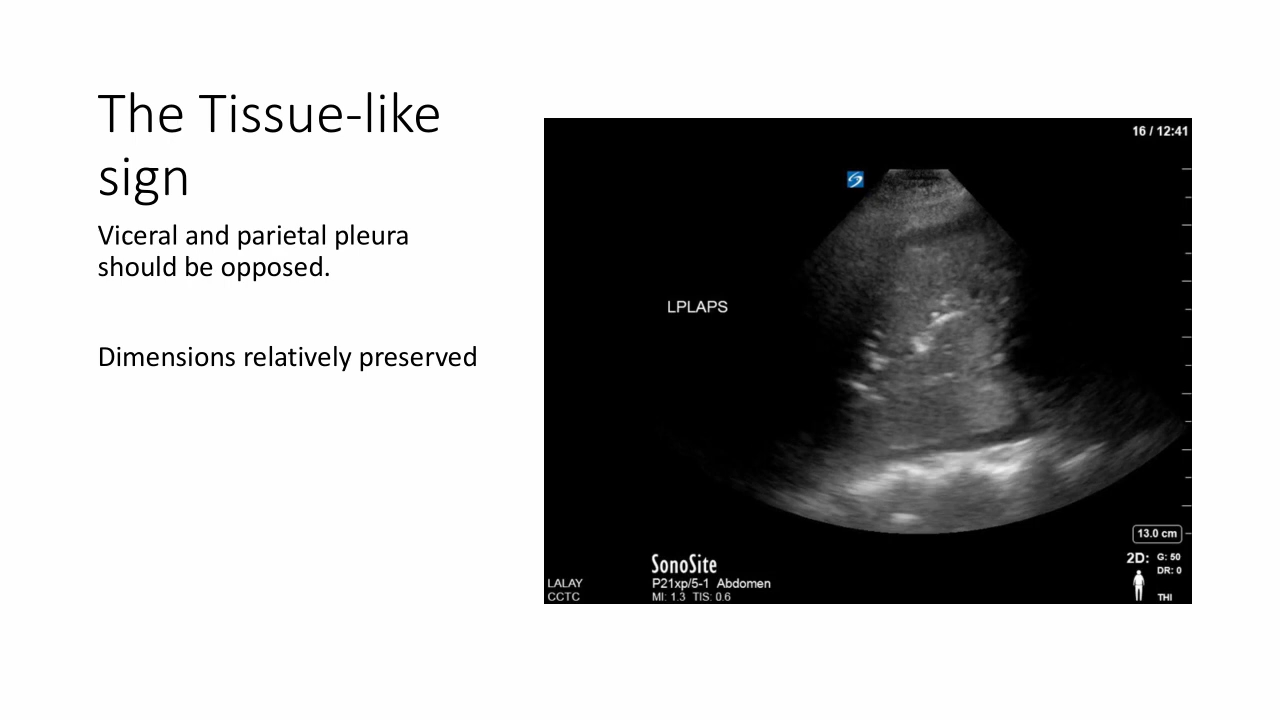 The Tissue-like
sign
Viceral and parietal pleura
should be opposed.
Dimensions relatively preserved
16 / 12:41
LPLAPS
13.0 cm
2D: G: 50
DR: 0
THI
SonoSite
P21xp/5-1 Abdomen
MI: 1.3 TIS: 0.6
LALAY
CCTC